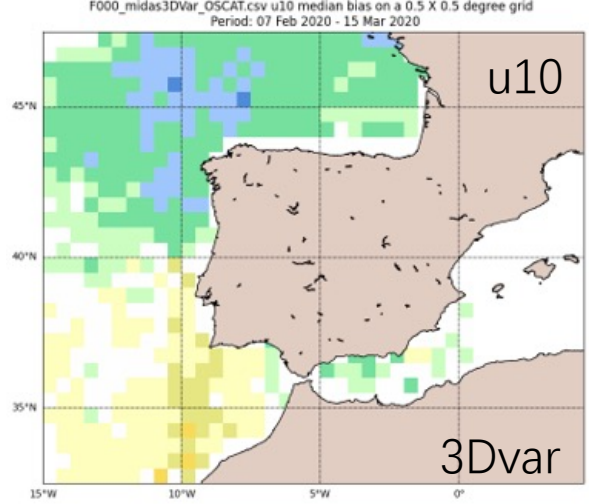 F000_midas3DVar_OSCAT.csv u10 median bias on a 0.5 X 0.5 degree grid
Period: 07 Feb 2020 - 15 Mar 2020
u10
45°N
40°N
35°N
3Dvar
15°W 10°W 5°W 0°